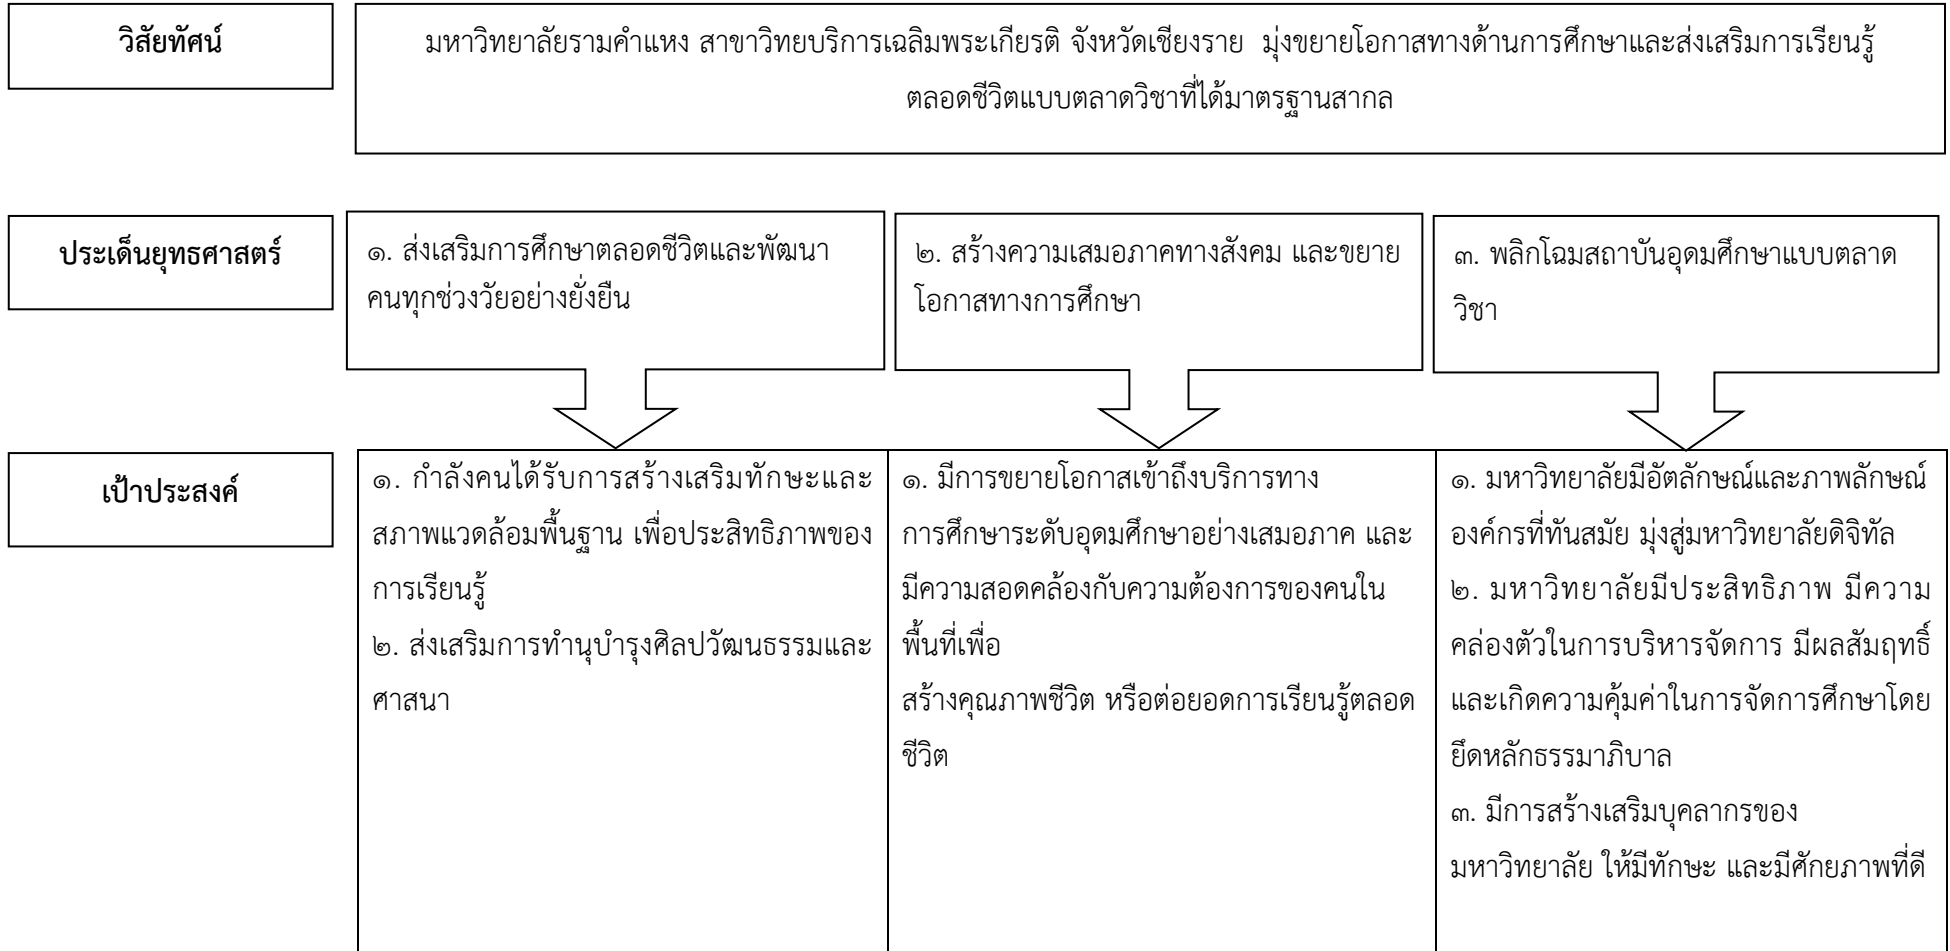 วิสัยทัศน์
มหาวิทยาลัยรามคำแหง สาขาวิทยบริการเฉลิมพระเกียรติ จังหวัดเชียงราย มุ่งขยายโอกาสทางด้านการศึกษาและส่งเสริมการเรียนรู้
ตลอดชีวิตแบบตลาดวิชาที่ได้มาตรฐานสากล
ประเด็นยุทธศาสตร์
๑. ส่งเสริมการศึกษาตลอดชีวิตและพัฒนา
คนทุกช่วงวัยอย่างยั่งยืน
๒. สร้างความเสมอภาคทางสังคม และขยาย
โอกาสทางการศึกษา
๓. พลิกโฉมสถาบันอุดมศึกษาแบบตลาด
วิชา
เป้าประสงค์
๑. กำลังคนได้รับการสร้างเสริมทักษะและ
สภาพแวดล้อมพื้นฐาน เพื่อประสิทธิภาพของ
การเรียนรู้
๒. ส่งเสริมการทำนุบำรุงศิลปวัฒนธรรมและ
ศาสนา
๑. มีการขยายโอกาสเข้าถึงบริการทาง
การศึกษาระดับอุดมศึกษาอย่างเสมอภาค และ
มีความสอดคล้องกับความต้องการของคนใน
พื้นที่เพื่อ
สร้างคุณภาพชีวิต หรือต่อยอดการเรียนรู้ตลอด
ชีวิต
๑. มหาวิทยาลัยมีอัตลักษณ์และภาพลักษณ์
องค์กรที่ทันสมัย มุ่งสู่มหาวิทยาลัยดิจิทัล
๒. มหาวิทยาลัยมีประสิทธิภาพ มีความ
คล่องตัวในการบริหารจัดการ มีผลสัมฤทธิ์
และเกิดความคุ้มค่าในการจัดการศึกษาโดย
ยึดหลักธรรมาภิบาล
๓. มีการสร้างเสริมบุคลากรของ
มหาวิทยาลัย ให้มีทักษะ และมีศักยภาพที่ดี